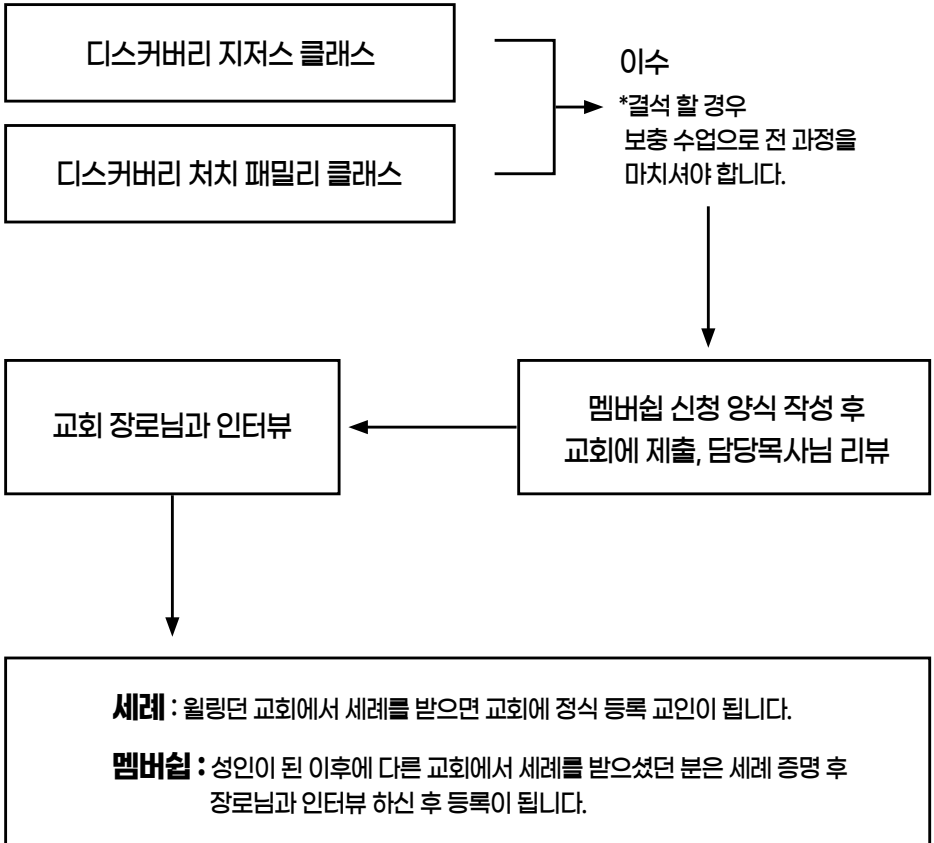 디스커버리 지저스 클래스
디스커버리 처치 패밀리 클래스
이수
*결석 할 경우
보충 수업으로 전 과정을
마치셔야 합니다.
멤버쉽 신청 양식 작성 후
교회에 제출, 담당목사님 리뷰
교회 장로님과 인터뷰
세례 : 윌링던 교회에서 세례를 받으면 교회에 정식 등록 교인이 됩니다.
멤버쉽 : 성인이 된 이후에 다른 교회에서 세례를 받으셨던 분은 세례 증명 후
장로님과 인터뷰 하신 후 등록이 됩니다.